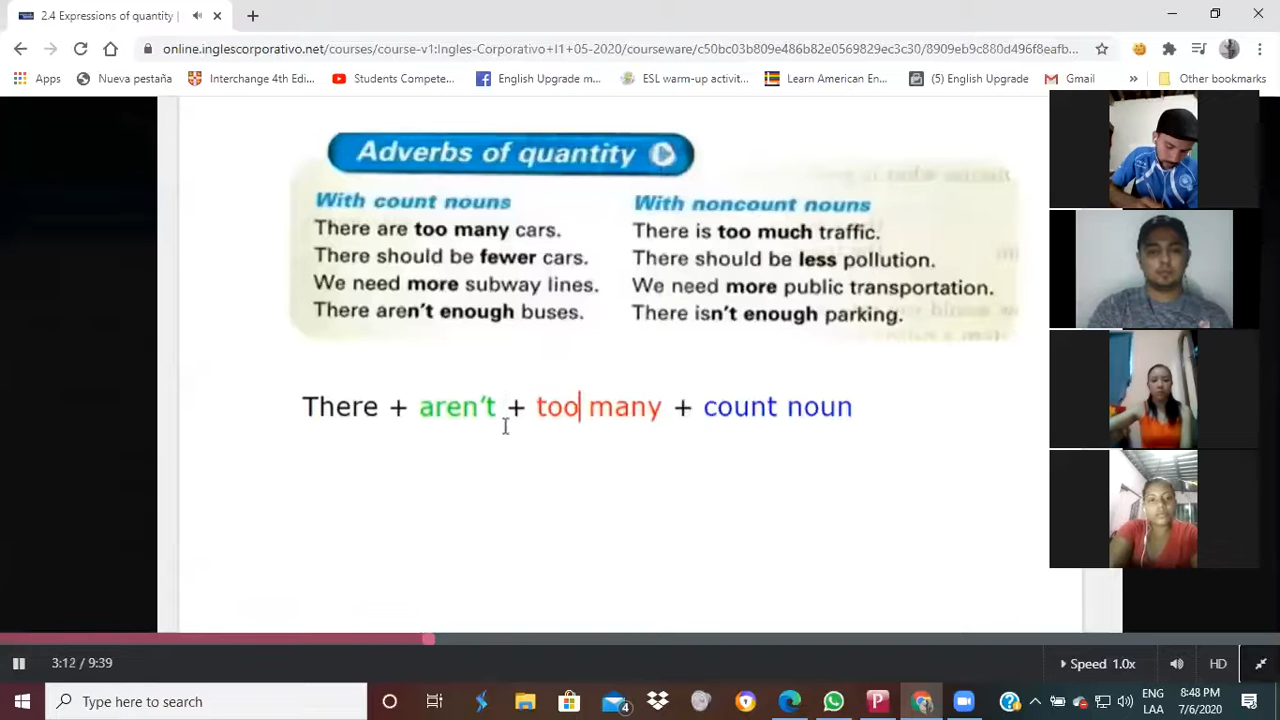 2.4 Expressions of quantity |
online.inglescorporativo.net/courses/course-v1:Ingles-Corporativo+I1+05-2020/courseware/c50bc03b809e486b82e0569829ec3c30/8909eb9c880d496f8eafb...
Apps Nueva pestaña Interchange 4th Edi... Students Compete... English Upgrade m... ESL warm-up activit... Learn American En... (5) English Upgrade Gmail » Other bookmarks
Adverbs of quantity
With count nouns
There are too many cars.
There should be fewer cars.
We need more subway lines.
There aren't enough buses.
With noncount nouns
There is too much traffic.
There should be less pollution.
We need more public transportation.
There isn't enough parking.
There + aren't + too many + count noun
3:12 / 9:39
Speed 1.0x
HD
Type here to search
4
ENG
LAA
8:48 PM
7/6/2020